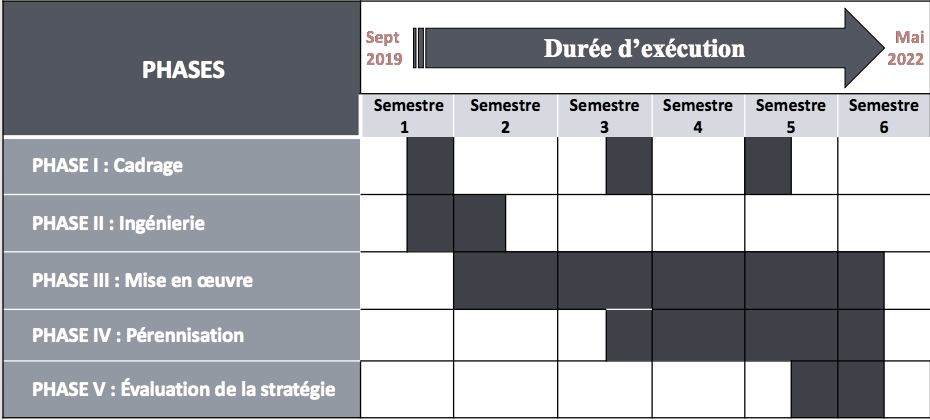 PHASES
Sept
2019
Durée d’exécution
Mai
2022
Semestre
1
Semestre
2
Semestre
3
Semestre
4
Semestre
5
Semestre
6
PHASE I : Cadrage
PHASE II : Ingénierie
PHASE III : Mise en œuvre
PHASE IV : Pérennisation
PHASE V : Évaluation de la stratégie